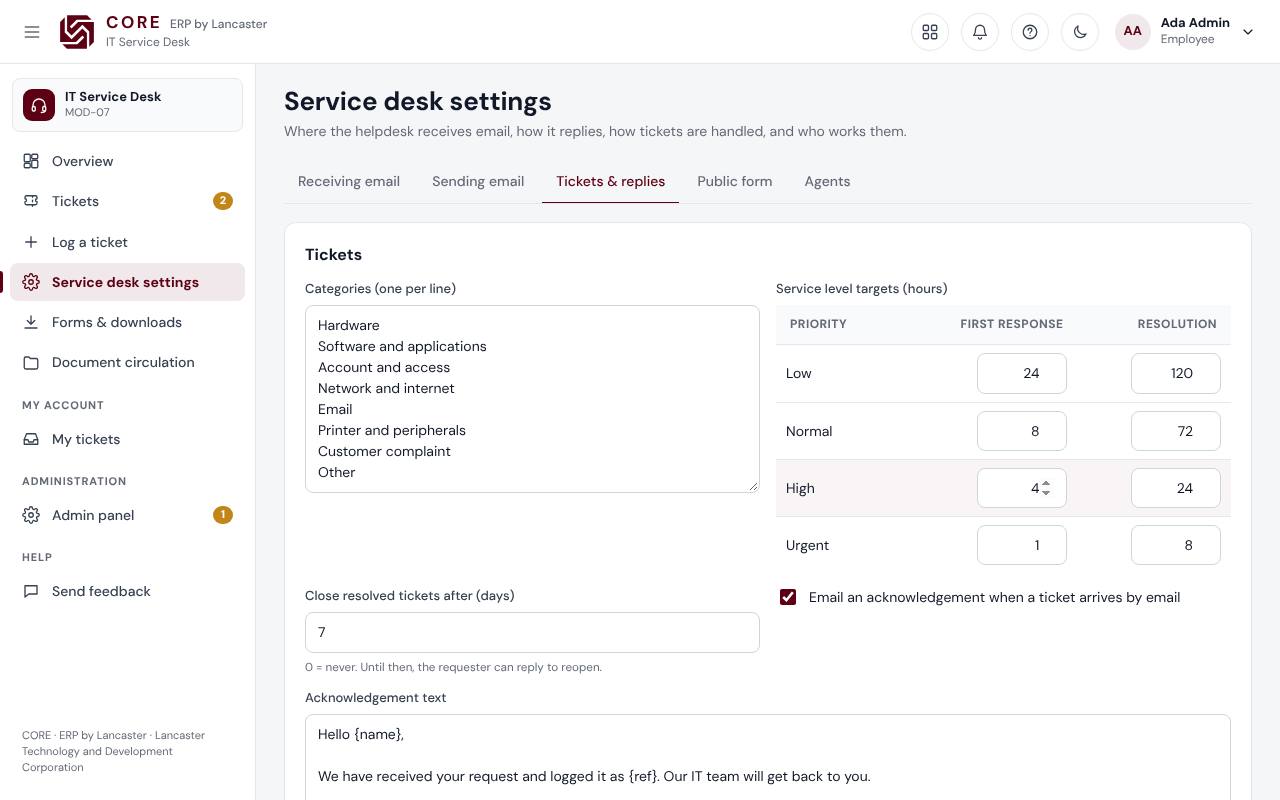 CORE ERP by Lancaster
IT Service Desk
AA
Ada Admin
Employee
IT Service Desk
MOD-07
Overview
Tickets 2
Log a ticket
Service desk settings
Forms & downloads
Document circulation
MY ACCOUNT
My tickets
ADMINISTRATION
Admin panel 1
HELP
Send feedback
CORE · ERP by Lancaster · Lancaster
Technology and Development
Corporation
Service desk settings
Where the helpdesk receives email, how it replies, how tickets are handled, and who works them.
Receiving email Sending email Tickets & replies Public form Agents
Tickets
Categories (one per line)
Hardware
Software and applications
Account and access
Network and internet
Email
Printer and peripherals
Customer complaint
Other
Service level targets (hours)
PRIORITY FIRST RESPONSE RESOLUTION
Low 24 120
Normal 8 72
High 4 24
Urgent 1 8
Close resolved tickets after (days)
7
0 = never. Until then, the requester can reply to reopen.
Email an acknowledgement when a ticket arrives by email
Acknowledgement text
Hello {name},
We have received your request and logged it as {ref}. Our IT team will get back to you.